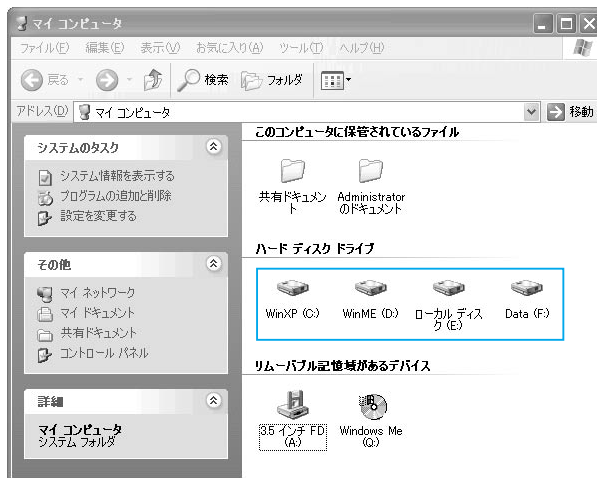 マイ コンピュータ
ファイル(F) 編集(E) 表示(V) お気に入り(A) ツール(T) ヘルプ(H)
戻る 検索 フォルダ
アドレス(D) マイ コンピュータ 移動
システムのタスク
システム情報を表示する
プログラムの追加と削除
設定を変更する
その他
マイ ネットワーク
マイ ドキュメント
共有ドキュメント
コントロール パネル
詳細
マイ コンピュータ
システム フォルダ
このコンピュータに保管されているファイル
共有ドキュメン
ト
Administrator
のドキュメント
ハード ディスク ドライブ
WinXP (C:)
WinME (D:)
ローカル ディス
ク (E:)
Data (F:)
リムーバブル記憶域があるデバイス
3.5 インチ FD
(A:)
Windows Me
(Q:)